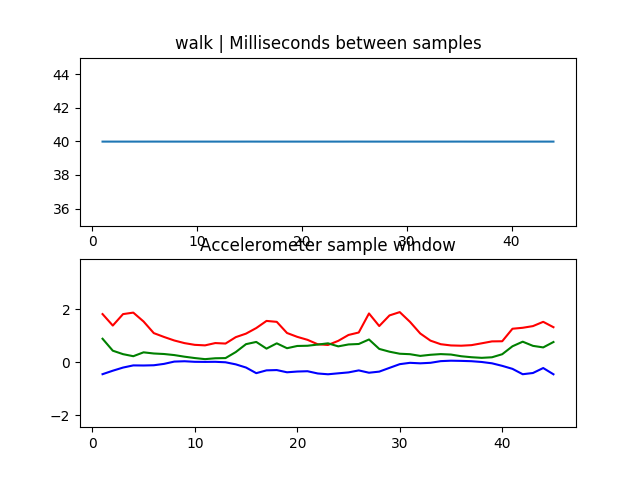 walk | Milliseconds between samples
44
42
40
38
36
0 10 20 30 40
Accelerometer sample window
2
0
−2
0 10 20 30 40